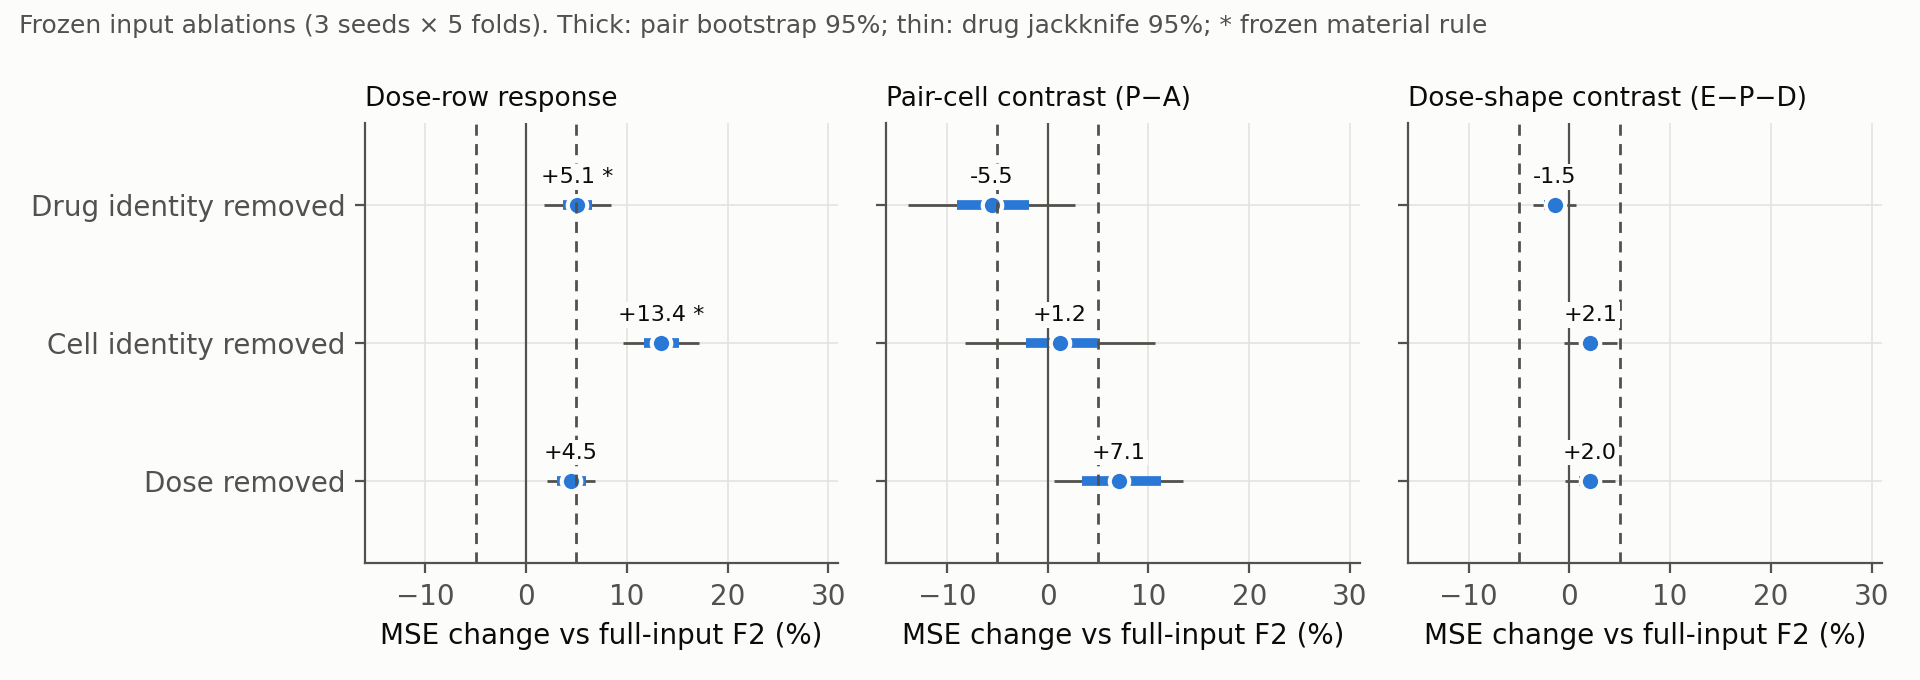 Frozen input ablations (3 seeds × 5 folds). Thick: pair bootstrap 95%; thin: drug jackknife 95%; * frozen material rule
Dose-row response
Pair-cell contrast (P−A)
Dose-shape contrast (E−P−D)
Drug identity removed
+5.1 *
-5.5
-1.5
Cell identity removed
+13.4 *
+1.2
+2.1
Dose removed
+4.5
+7.1
+2.0
−10 0 10 20 30
−10 0 10 20 30
−10 0 10 20 30
MSE change vs full-input F2 (%)
MSE change vs full-input F2 (%)
MSE change vs full-input F2 (%)